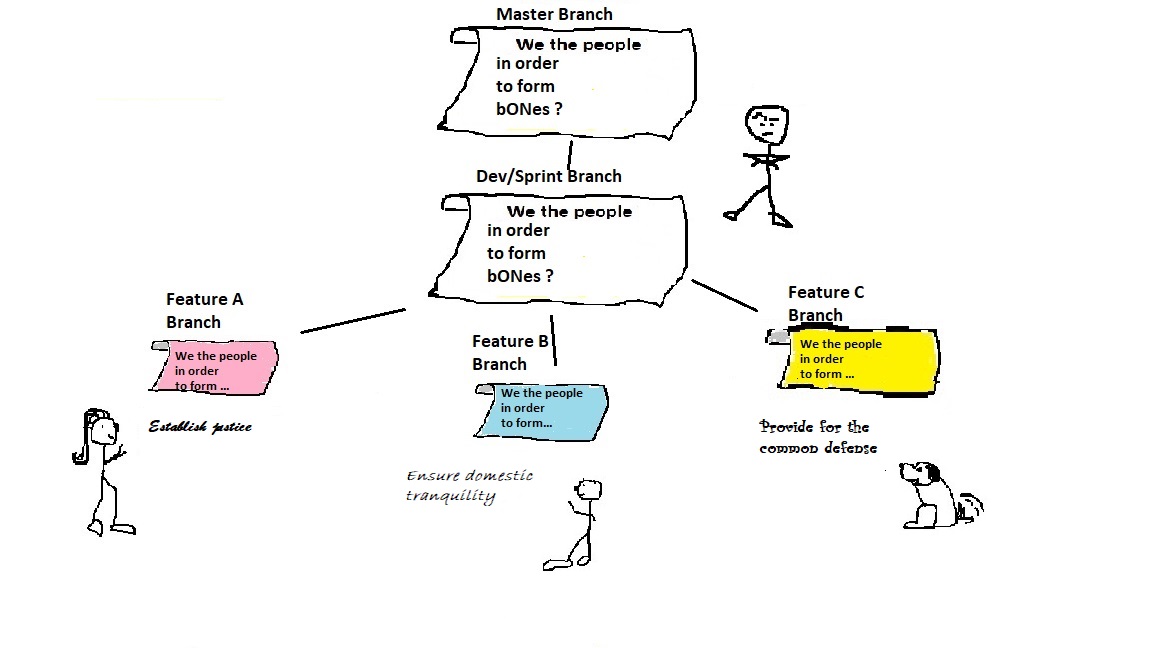 Master Branch
We the people
in order
to form
bONes ?
Dev/Sprint Branch
We the people
in order
to form
bONes ?
Feature A
Branch
We the people
in order
to form ...
Establish justice
Feature B
Branch
We the people
in order
to form...
Ensure domestic
tranquility
Feature C
Branch
We the people
in order
to form ...
Provide for the
common defense